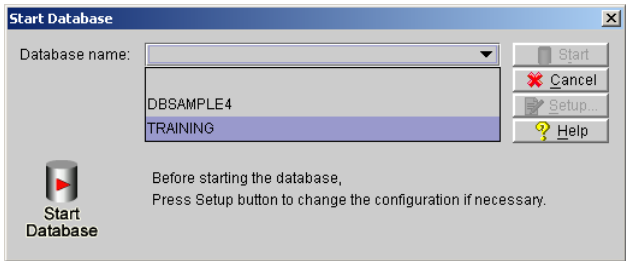 Start Database
Database name:
Start
Cancel
DBSAMPLE4
Setup...
TRAINING
Help
Before starting the database,
Press Setup button to change the configuration if necessary.
Start
Database